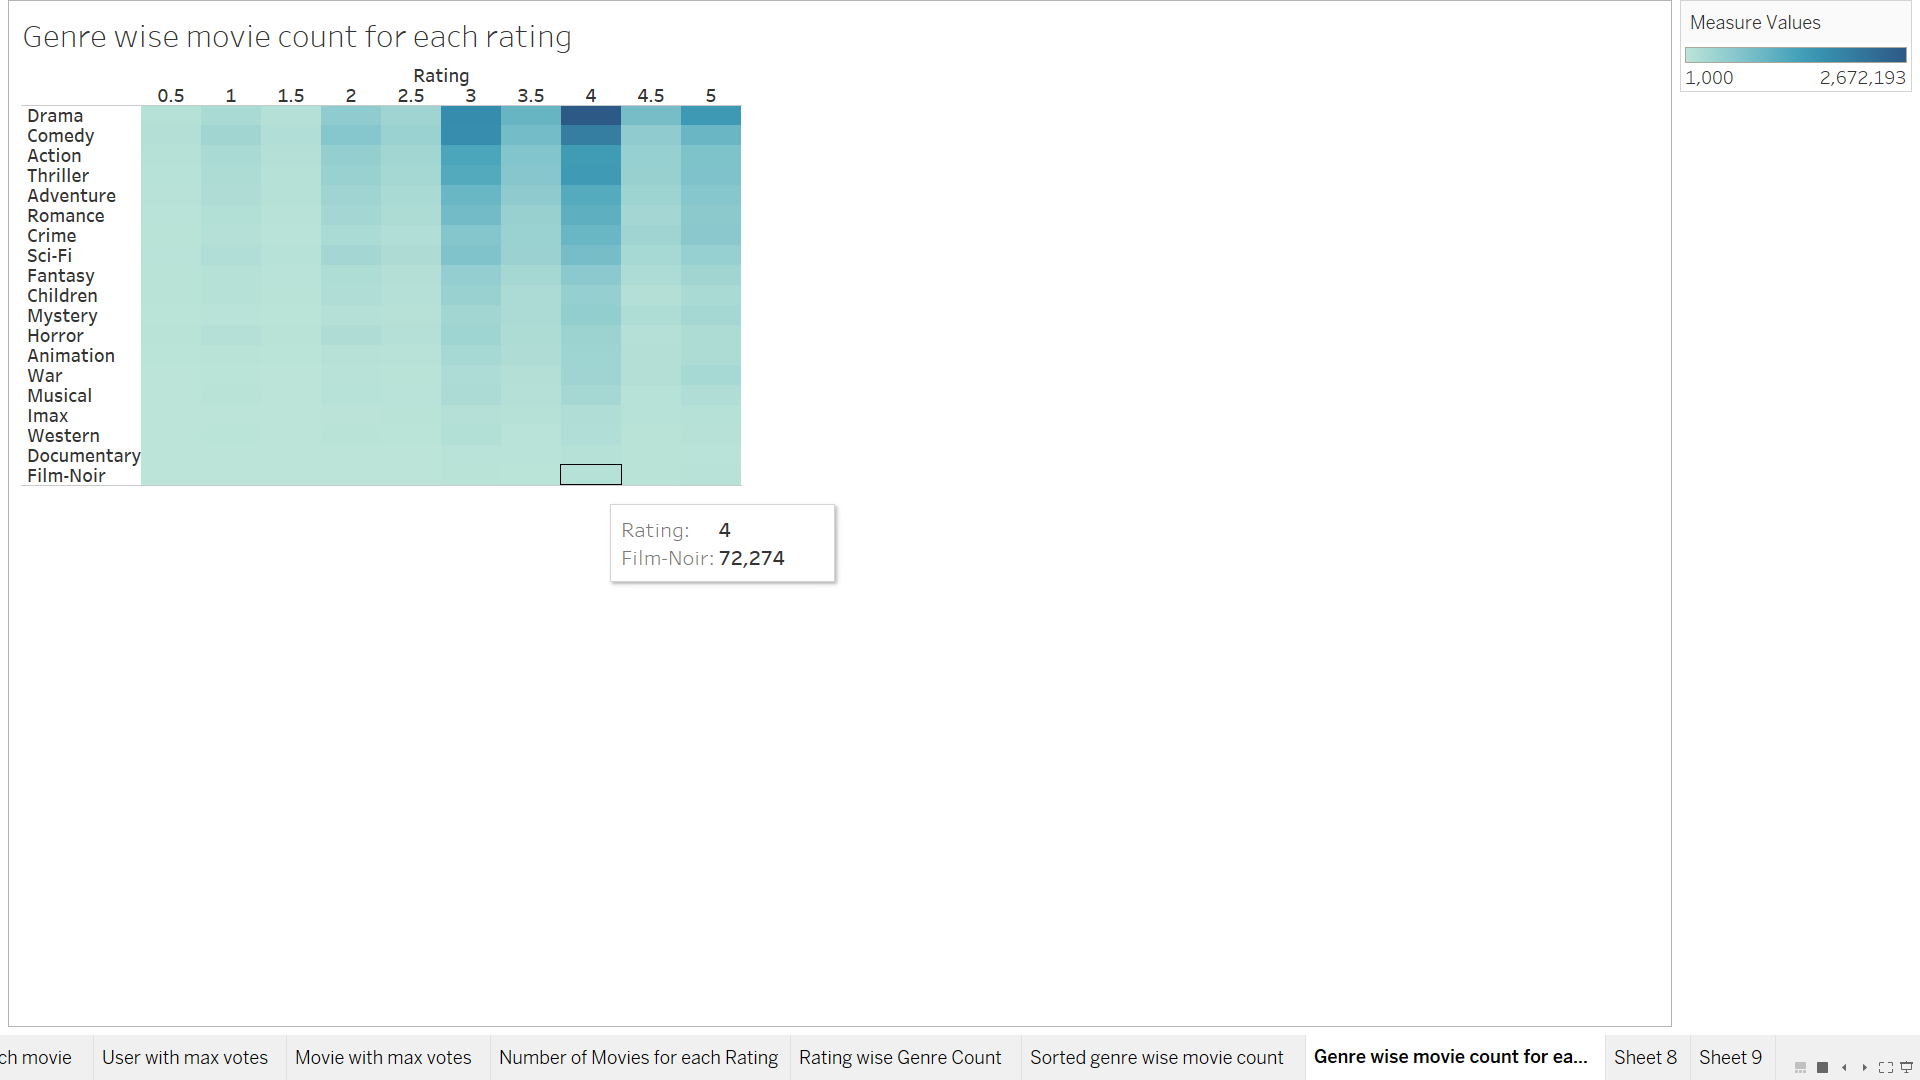 Genre wise movie count for each rating
Measure Values
1,000 2,672,193
Rating
0.5 1 1.5 2 2.5 3 3.5 4 4.5 5
Drama
Comedy
Action
Thriller
Adventure
Romance
Crime
Sci-Fi
Fantasy
Children
Mystery
Horror
Animation
War
Musical
Imax
Western
Documentary
Film-Noir
Rating: 4
Film-Noir: 72,274
ch movie User with max votes Movie with max votes Number of Movies for each Rating Rating wise Genre Count Sorted genre wise movie count Genre wise movie count for ea... Sheet 8 Sheet 9